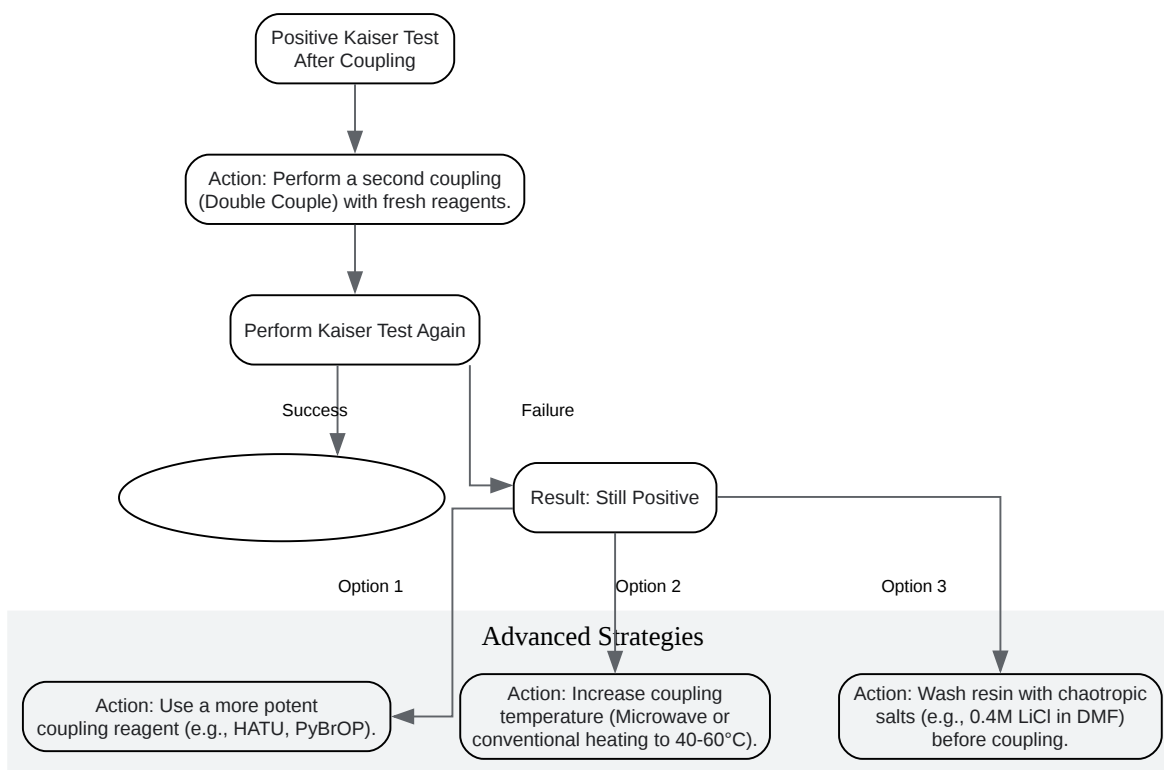 Positive Kaiser Test
After Coupling
Action: Perform a second coupling
(Double Couple) with fresh reagents.
Perform Kaiser Test Again
Success
Failure
Result: Still Positive
Option 1
Option 2
Option 3
Advanced Strategies
Action: Use a more potent
coupling reagent (e.g., HATU, PyBrOP).
Action: Increase coupling
temperature (Microwave or
conventional heating to 40-60°C).
Action: Wash resin with chaotropic
salts (e.g., 0.4M LiCl in DMF)
before coupling.